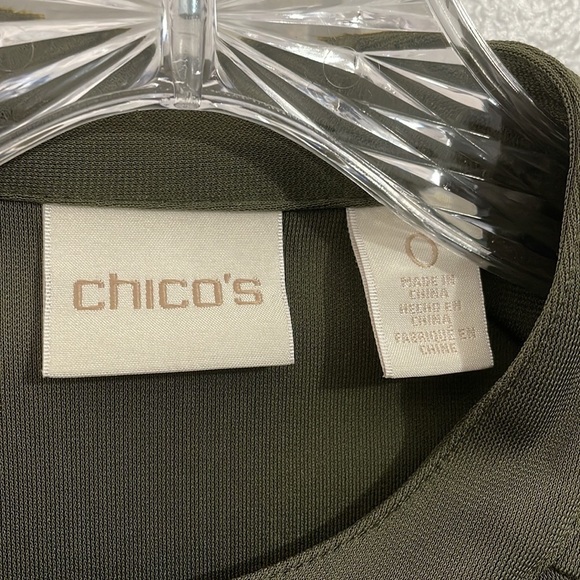 chico's
0
MADE IN
CHINA
HECHO EN
CHINA
FABRIQUÉ EN
CHINE